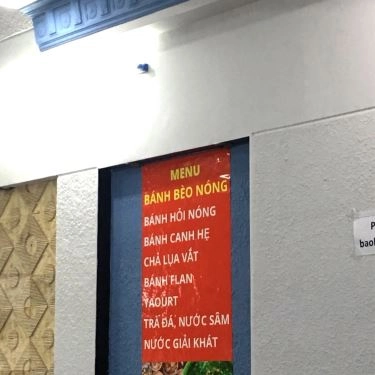 MENU
BÁNH BÈO NÓNG
BÁNH HỎI NÓNG
BÁNH CANH HẸ
CHẢ LỤA VẮT
BÁNH FLAN
YAOURT
TRÀ ĐÁ, NƯỚC SÂM
NƯỚC GIẢI KHÁT